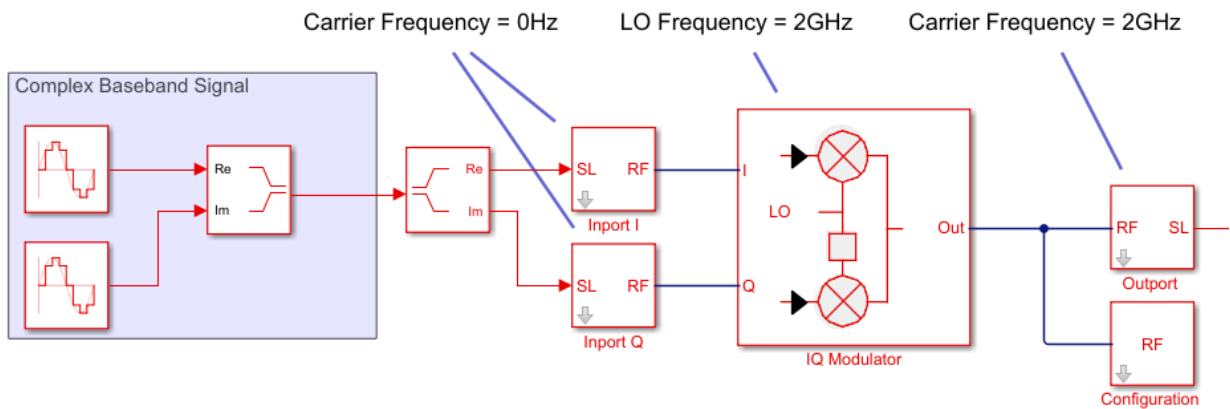 Carrier Frequency = 0Hz
LO Frequency = 2GHz
Carrier Frequency = 2GHz
Complex Baseband Signal
Re
Im
Re
Im
SL RF
Inport I
SL RF
Inport Q
I
LO
Q
Out
IQ Modulator
RF SL
Outport
RF
Configuration